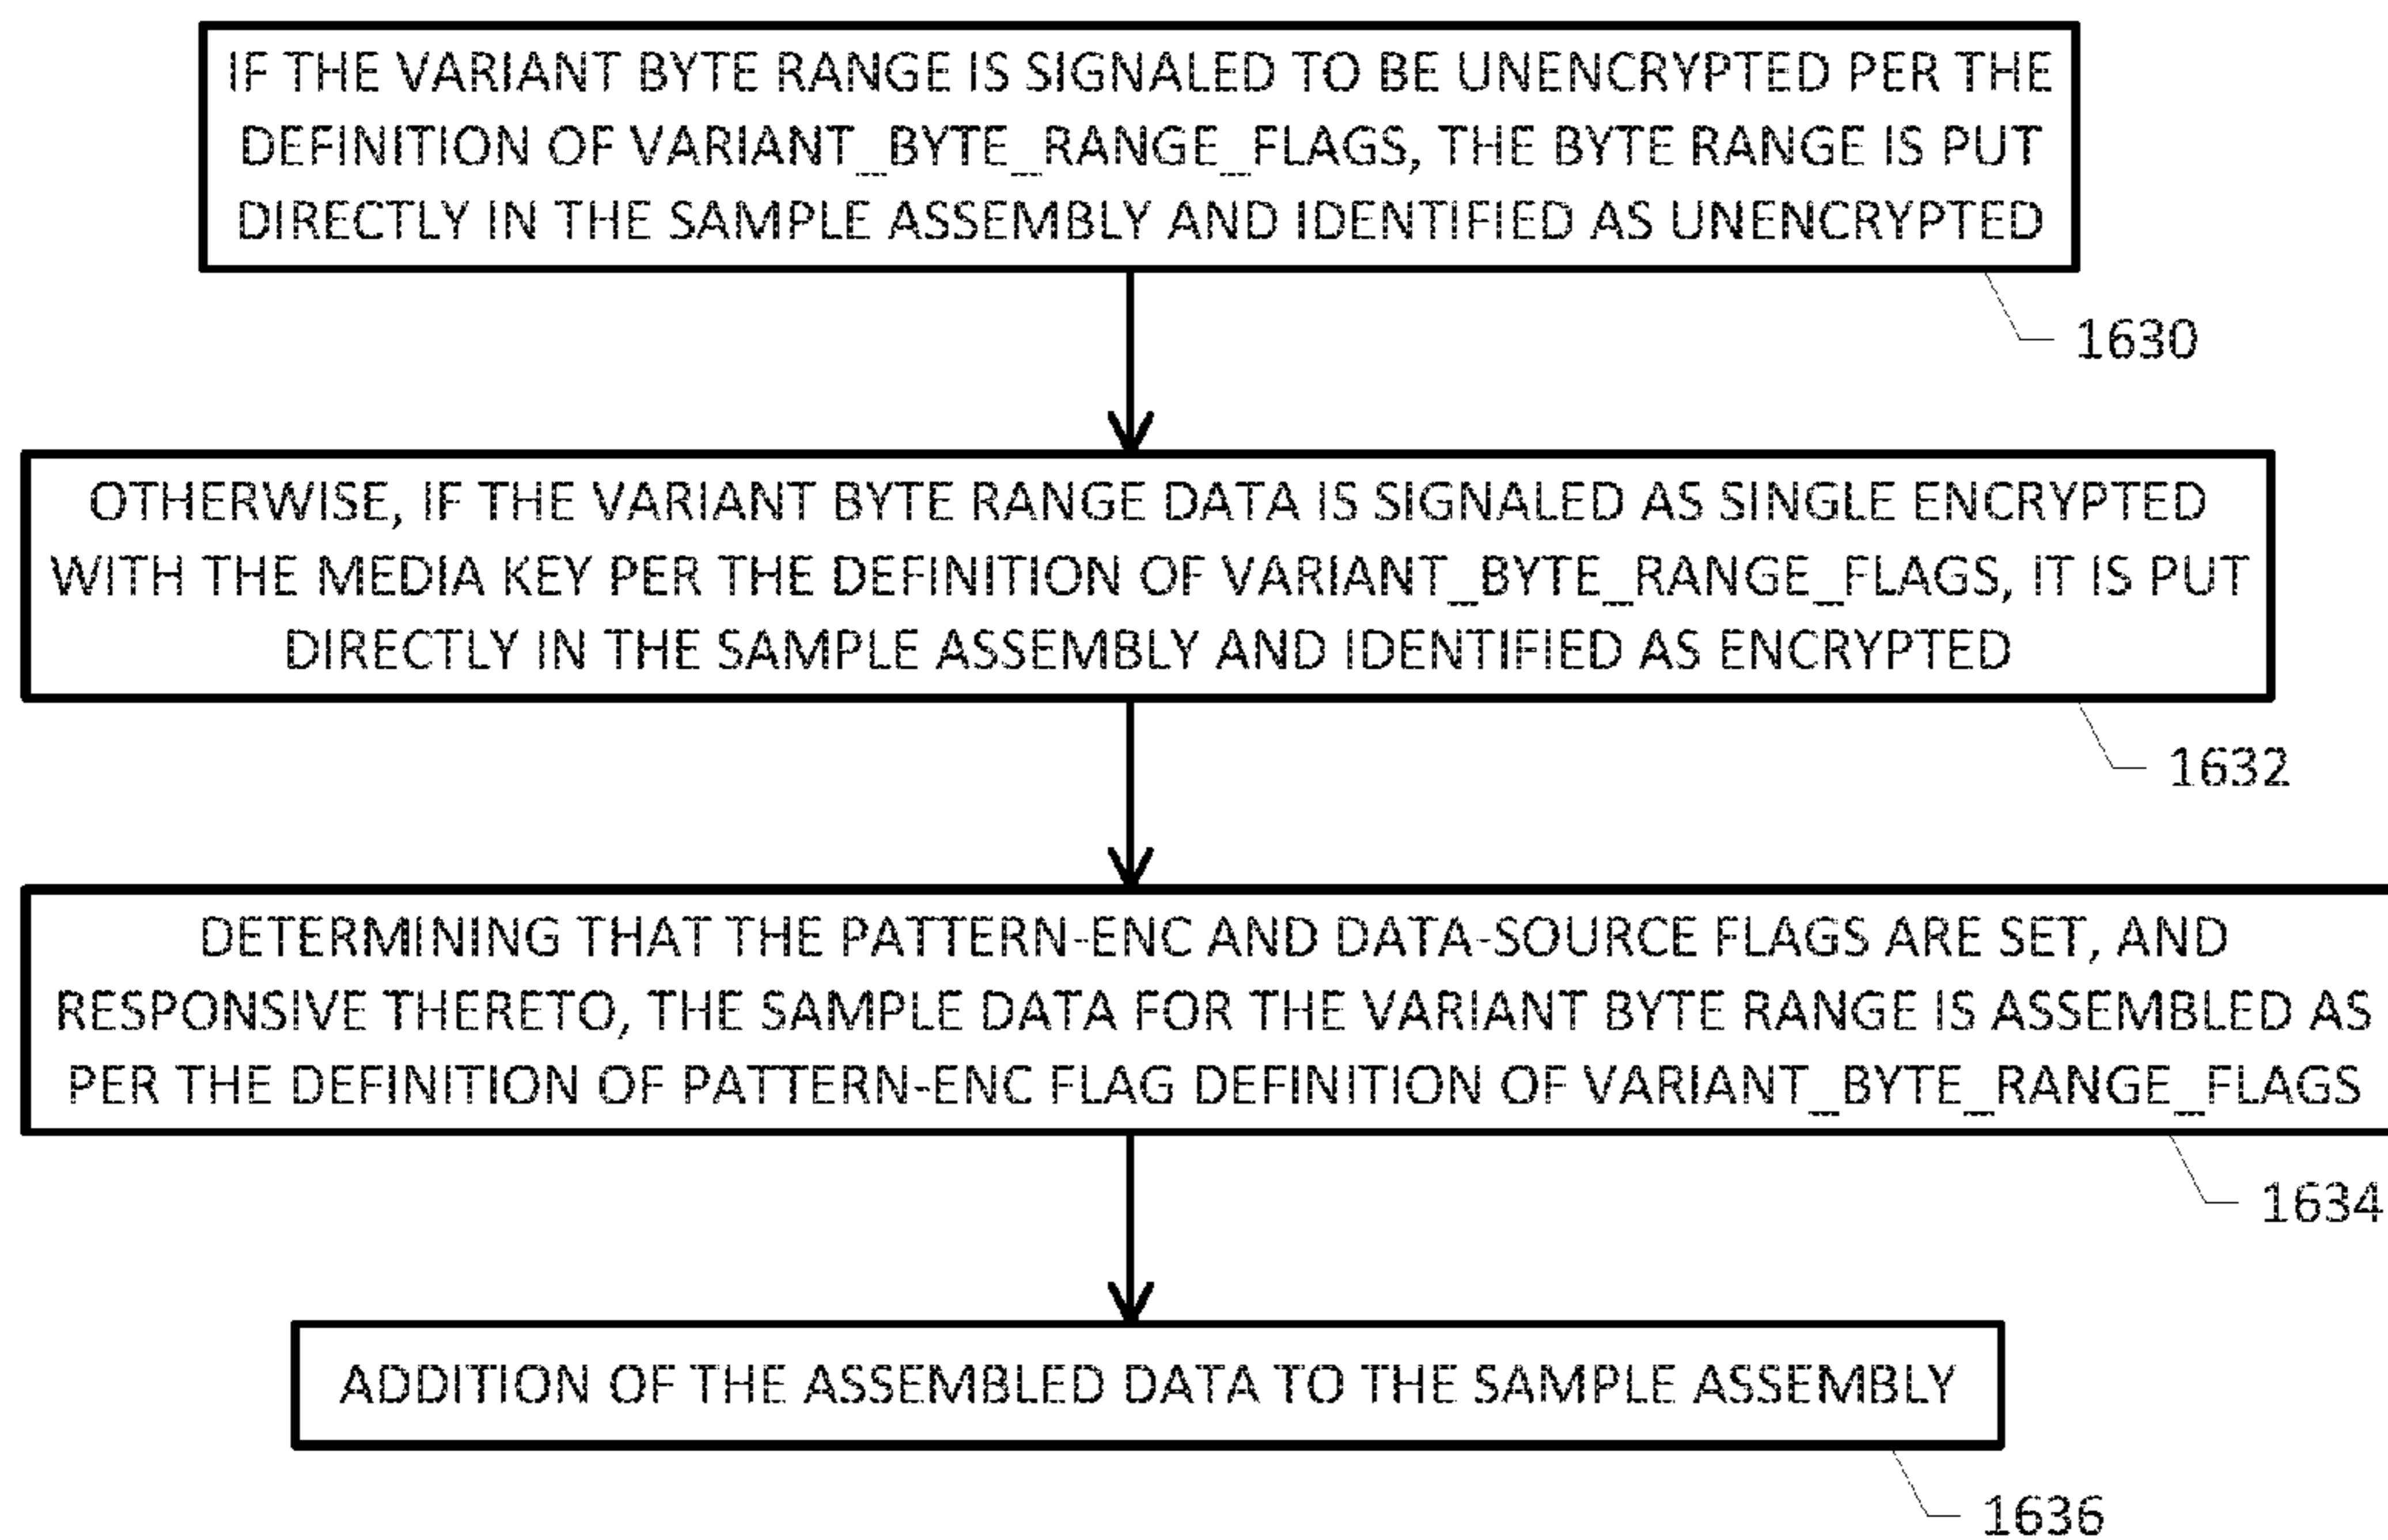 IF THE VARIANT BYTE RANGE IS SIGNALED TO BE UNENCRYPTED PER THE
DEFINITION OF VARIANT_BYTE_RANGE_FLAGS, THE BYTE RANGE IS PUT
DIRECTLY IN THE SAMPLE ASSEMBLY AND IDENTIFIED AS UNENCRYPTED
1630
OTHERWISE, IF THE VARIANT BYTE RANGE DATA IS SIGNALED AS SINGLE ENCRYPTED
WITH THE MEDIA KEY PER THE DEFINITION OF VARIANT_BYTE_RANGE_FLAGS, IT IS PUT
DIRECTLY IN THE SAMPLE ASSEMBLY AND IDENTIFIED AS ENCRYPTED
1632
DETERMINING THAT THE PATTERN-ENC AND DATA-SOURCE FLAGS ARE SET, AND
RESPONSIVE THERETO, THE SAMPLE DATA FOR THE VARIANT BYTE RANGE IS ASSEMBLED AS
PER THE DEFINITION OF PATTERN-ENC FLAG DEFINITION OF VARIANT_BYTE_RANGE_FLAGS
1634
ADDITION OF THE ASSEMBLED DATA TO THE SAMPLE ASSEMBLY
1636